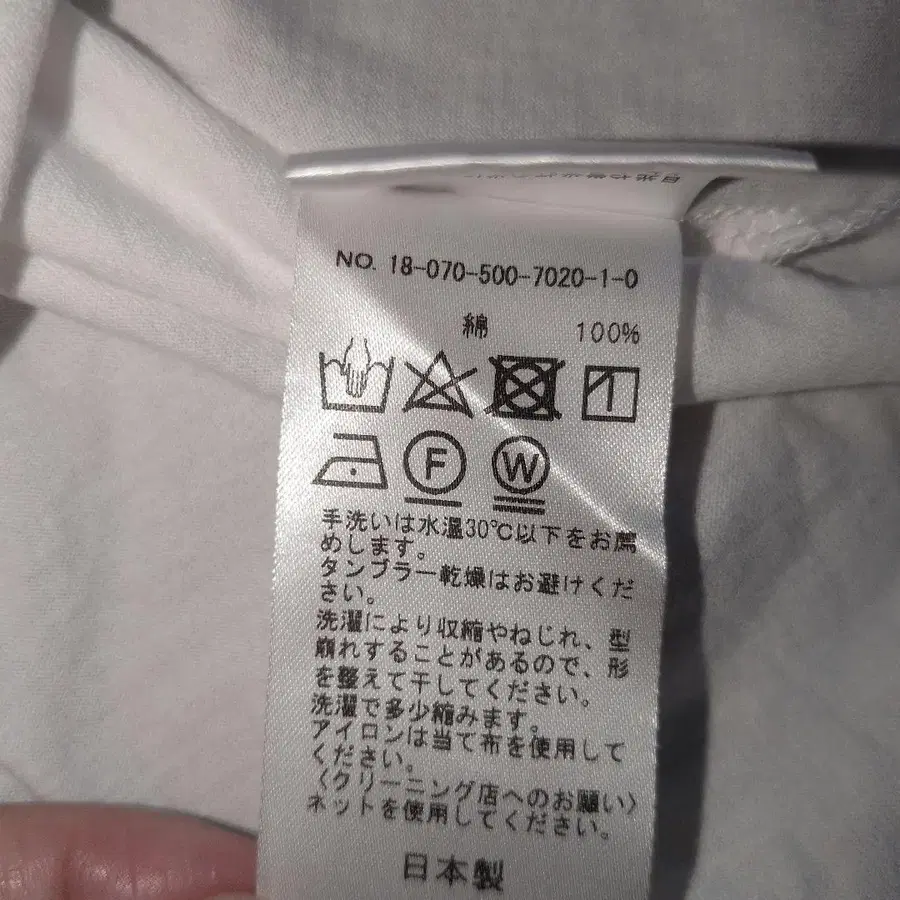 NO. 18-070-500-7020-1-0
綿 100%
F W
手洗いは水温30℃以下をお薦
めします。
タンブラー乾燥はお避けくだ
さい。
洗濯により収縮やねじれ、型
崩れすることがあるので、形
を整えて干してください。
洗濯で多少縮みます。
アイロンは当て布を使用して
ください。
〈クリーニング店へのお願い〉
ネットを使用してください。
日本製